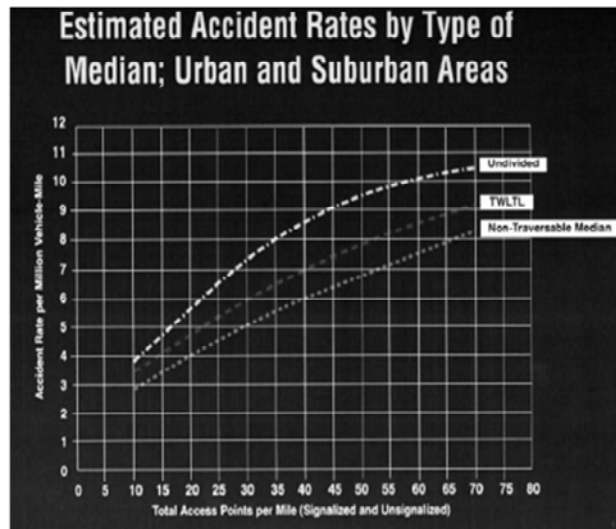 Estimated Accident Rates by Type of
Median; Urban and Suburban Areas
Accident Rate per Million Vehicle-Mile
12
11
10
9
8
7
6
5
4
3
2
1
0
Undivided
TWLTL
Non-Traversable Median
0 5 10 15 20 25 30 35 40 45 50 55 60 65 70 75 80
Total Access Points per Mile (Signalized and Unsignalized)